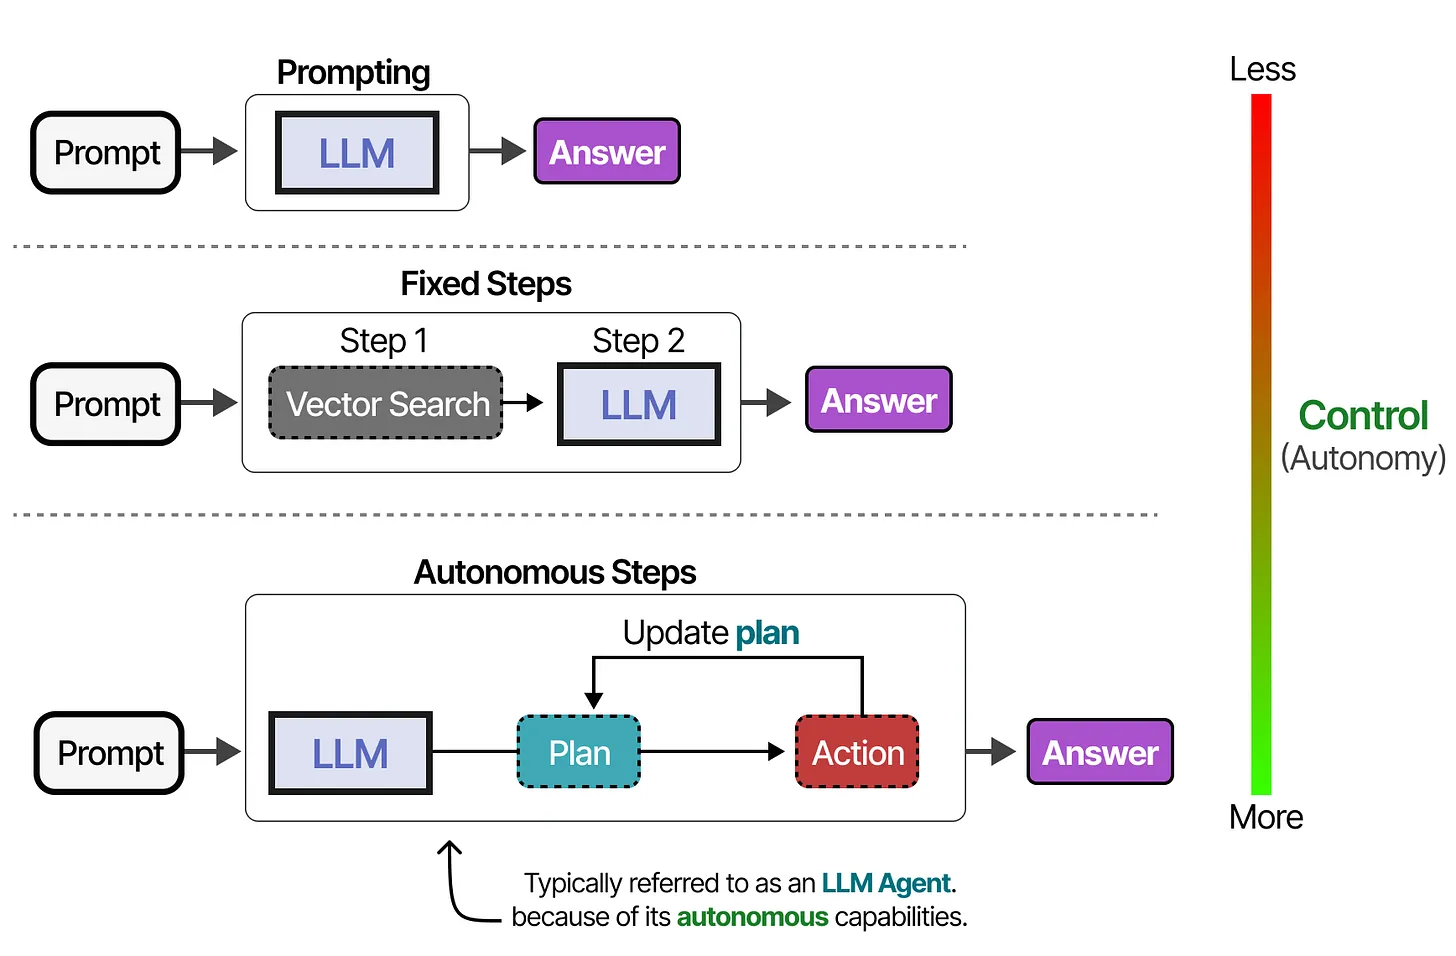 Prompting
Prompt
LLM
Answer
Fixed Steps
Step 1
Step 2
Prompt
Vector Search
LLM
Answer
Autonomous Steps
Update plan
Prompt
LLM
Plan
Action
Answer
Typically referred to as an LLM Agent.
because of its autonomous capabilities.
Less
Control
(Autonomy)
More